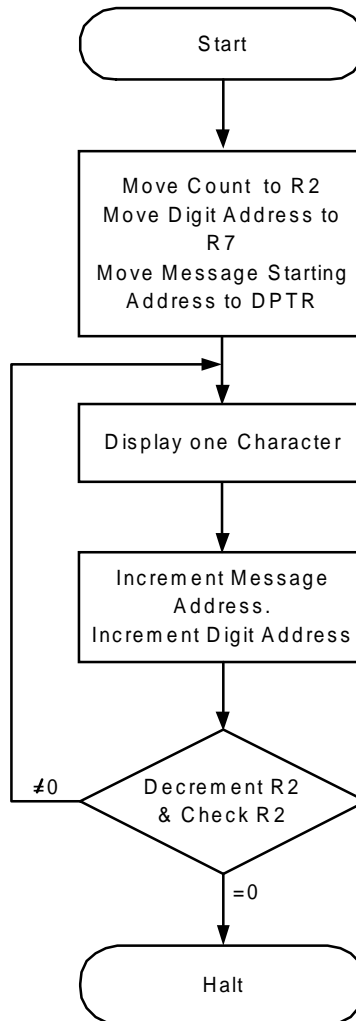 Start
Move Count to R2
Move Digit Address to
R7
Move Message Starting
Address to DPTR
Display one Character
Increment Message
Address.
Increment Digit Address
Decrement R2
& Check R2
≠0
=0
Halt